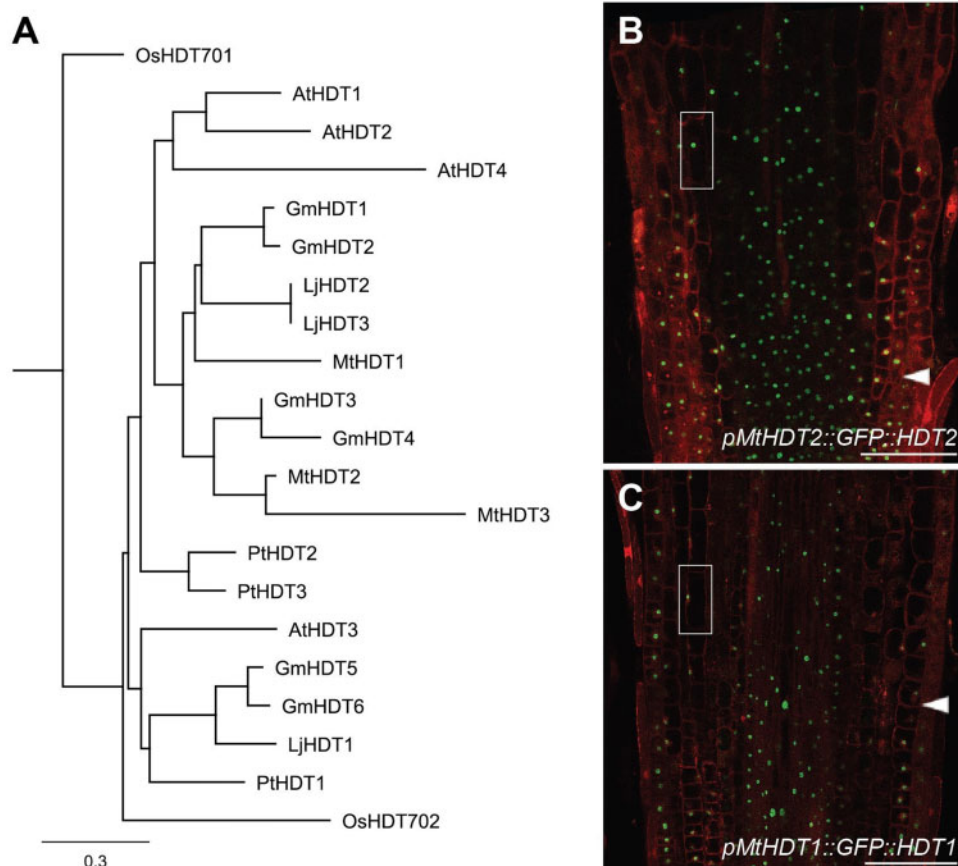 A
OsHDT701
AtHDT1
AtHDT2
AtHDT4
GmHDT1
GmHDT2
LjHDT2
LjHDT3
MtHDT1
GmHDT3
GmHDT4
MtHDT2
MtHDT3
PtHDT2
PtHDT3
AtHDT3
GmHDT5
GmHDT6
LjHDT1
PtHDT1
OsHDT702
0.3
B
pMtHDT2::GFP::HDT2
C
pMtHDT1::GFP::HDT1